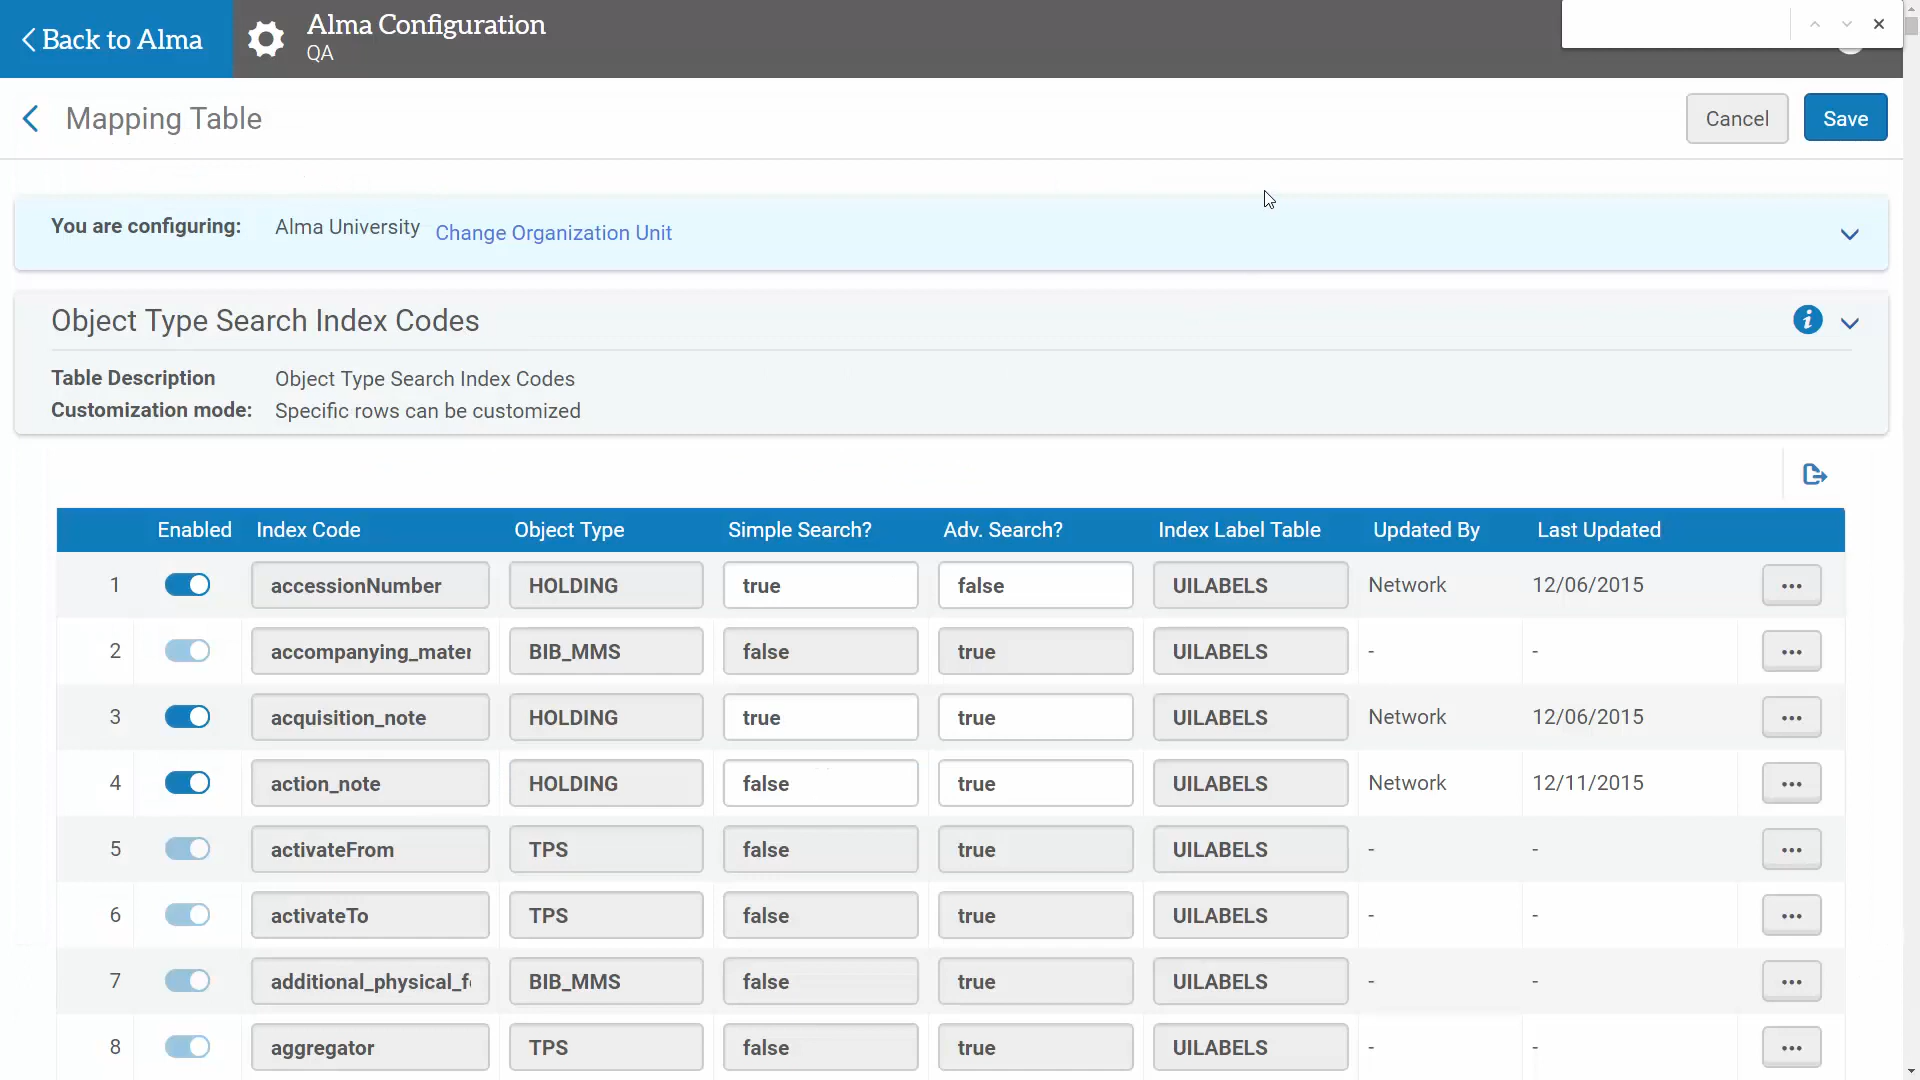 Back to Alma
Alma Configuration
QA
Mapping Table
Cancel
Save
You are configuring: Alma University Change Organization Unit
Object Type Search Index Codes
Table Description Object Type Search Index Codes
Customization mode: Specific rows can be customized
Enabled Index Code Object Type Simple Search? Adv. Search? Index Label Table Updated By Last Updated
1 accessionNumber HOLDING true false UILABELS Network 12/06/2015
2 accompanying_mater BIB_MMS false true UILABELS - -
3 acquisition_note HOLDING true true UILABELS Network 12/06/2015
4 action_note HOLDING false true UILABELS Network 12/11/2015
5 activateFrom TPS false true UILABELS - -
6 activateTo TPS false true UILABELS - -
7 additional_physical_f BIB_MMS false true UILABELS - -
8 aggregator TPS false true UILABELS - -